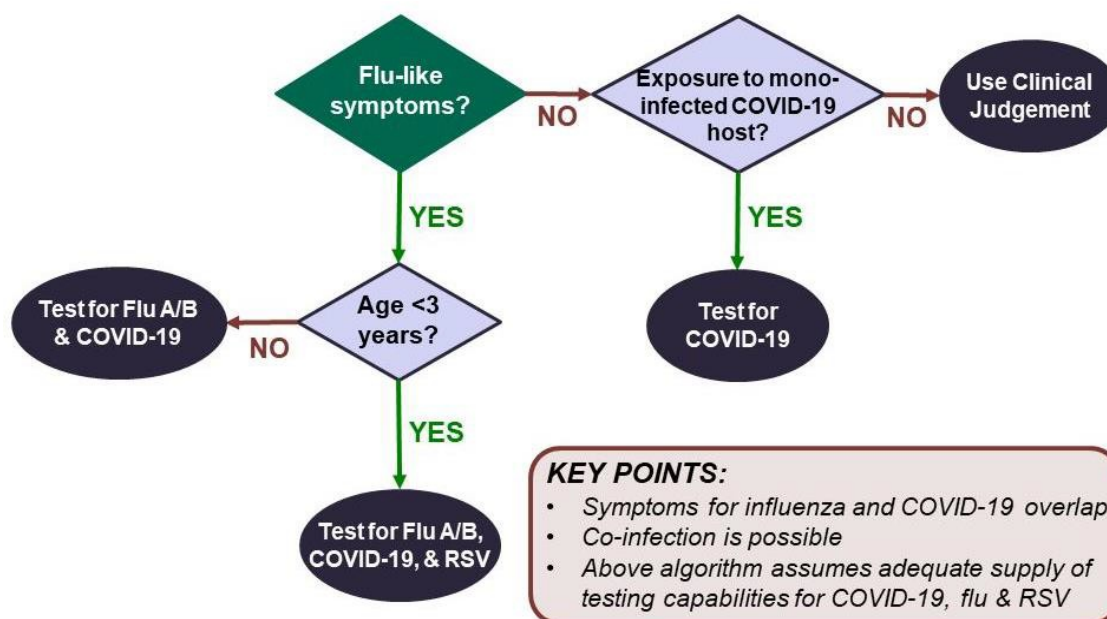 Flu-like
symptoms?
NO
Exposure to mono-
infected COVID-19
host?
NO
Use Clinical
Judgement
YES
YES
Test for Flu A/B
& COVID-19
NO
Age <3
years?
Test for
COVID-19
YES
Test for Flu A/B,
COVID-19, & RSV
KEY POINTS:
• Symptoms for influenza and COVID-19 overlap
• Co-infection is possible
• Above algorithm assumes adequate supply of
testing capabilities for COVID-19, flu & RSV